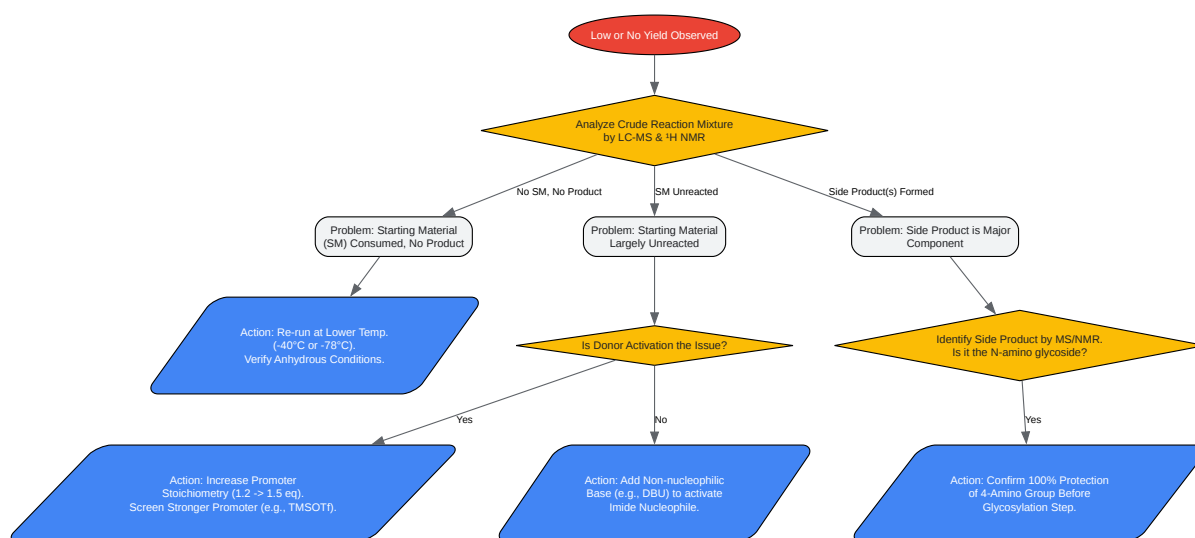 Low or No Yield Observed
Analyze Crude Reaction Mixture
by LC-MS & ¹H NMR
No SM, No Product
SM Unreacted
Side Product(s) Formed
Problem: Starting Material
(SM) Consumed, No Product
Problem: Starting Material
Largely Unreacted
Problem: Side Product is Major
Component
Action: Re-run at Lower Temp.
(-40°C or -78°C).
Verify Anhydrous Conditions.
Is Donor Activation the Issue?
Identify Side Product by MS/NMR.
Is it the N-amino glycoside?
Yes
No
Yes
Action: Increase Promoter
Stoichiometry (1.2 -> 1.5 eq).
Screen Stronger Promoter (e.g., TMSOTf).
Action: Add Non-nucleophilic
Base (e.g., DBU) to activate
Imide Nucleophile.
Action: Confirm 100% Protection
of 4-Amino Group Before
Glycosylation Step.